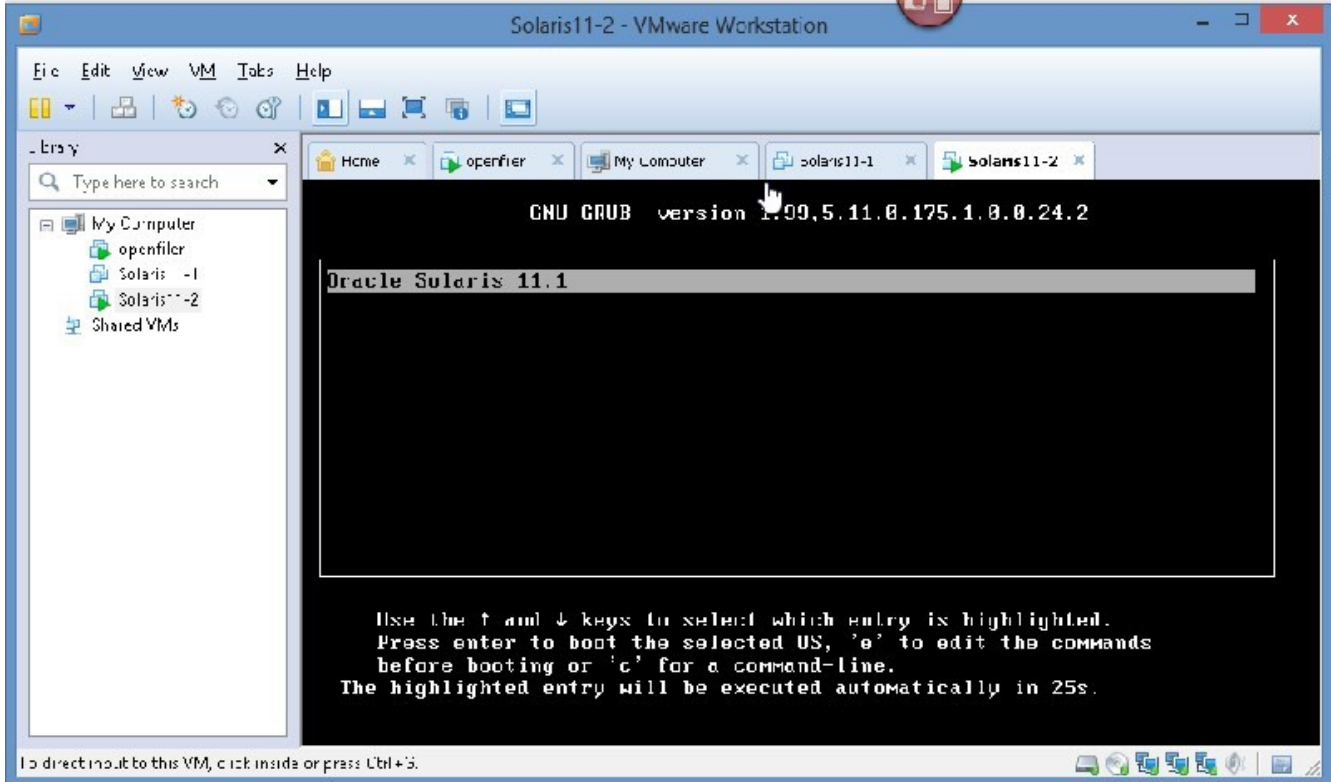 Solaris11-2 - VMware Workstation
File Edit View VM Tabs Help
Library
Type here to search
My Computer
openfiler
Solaris11-1
Solaris11-2
Shared VMs
Home openfiler My Computer Solaris11-1 Solaris11-2
GNU GRUB version 1.99,5.11.0.175.1.0.0.24.2
Oracle Solaris 11.1
Use the ↑ and ↓ keys to select which entry is highlighted.
Press enter to boot the selected OS, 'e' to edit the commands
before booting or 'c' for a command-line.
The highlighted entry will be executed automatically in 25s.
To direct input to this VM, click inside or press Ctrl+G.